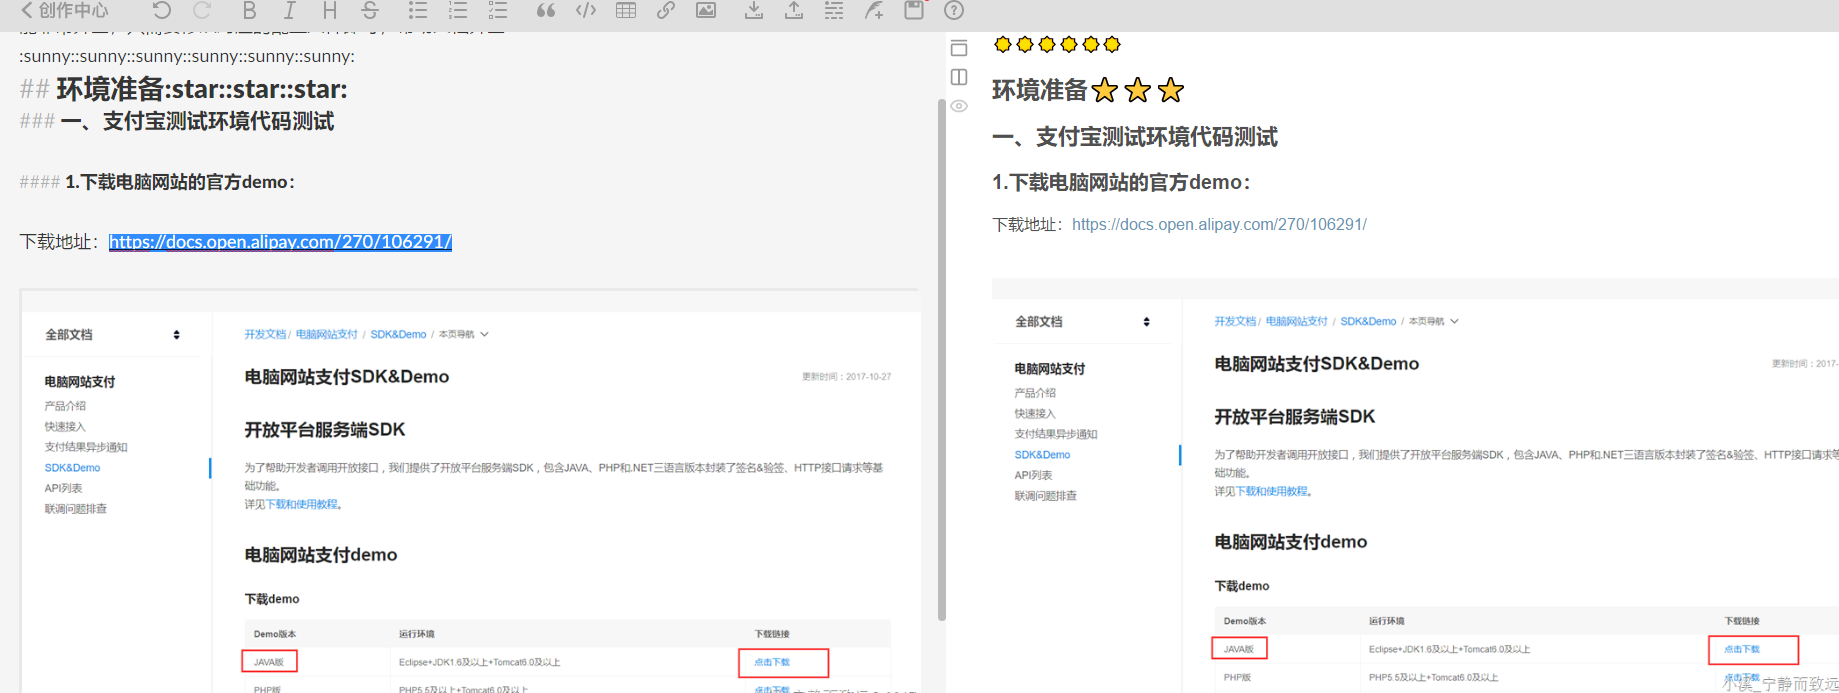 创作中心
:sunny::sunny::sunny::sunny::sunny::sunny:
## 环境准备:star::star::star:
### 一、支付宝测试环境代码测试
#### 1.下载电脑网站的官方demo：
下载地址：https://docs.open.alipay.com/270/106291/
全部文档
开发文档 / 电脑网站支付 / SDK&Demo / 本页导航
电脑网站支付
产品介绍
快速接入
支付结果异步通知
SDK&Demo
API列表
联调问题排查
电脑网站支付SDK&Demo
更新时间：2017-10-27
开放平台服务端SDK
为了帮助开发者调用开放接口，我们提供了开放平台服务端SDK，包含JAVA、PHP和.NET三语言版本封装了签名&验签、HTTP接口请求等基
础功能。
详见下载和使用教程。
电脑网站支付demo
下载demo
Demo版本 运行环境 下载链接
JAVA版 Eclipse+JDK1.6及以上+Tomcat6.0及以上 点击下载
PHP版 PHP5.5及以上+Tomcat6.0及以上 点击下载
环境准备
一、支付宝测试环境代码测试
1.下载电脑网站的官方demo：
下载地址：https://docs.open.alipay.com/270/106291/
全部文档
开发文档 / 电脑网站支付 / SDK&Demo / 本页导航
电脑网站支付
产品介绍
快速接入
支付结果异步通知
SDK&Demo
API列表
联调问题排查
电脑网站支付SDK&Demo
更新时间：2017-
开放平台服务端SDK
为了帮助开发者调用开放接口，我们提供了开放平台服务端SDK，包含JAVA、PHP和.NET三语言版本封装了签名&验签、HTTP接口请求等
础功能。
详见下载和使用教程。
电脑网站支付demo
下载demo
Demo版本 运行环境 下载链接
JAVA版 Eclipse+JDK1.6及以上+Tomcat6.0及以上 点击下载
PHP版 PHP5.5及以上+Tomcat6.0及以上 点击下载
小溪_宁静而致远